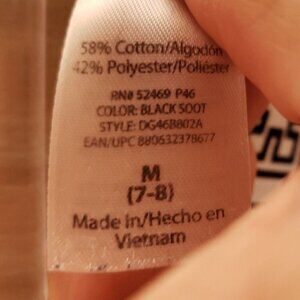 58% Cotton/Algodón
42% Polyester/Poliéster
RN# 52469 P46
COLOR: BLACK SOOT
STYLE: DG46B802A
EAN/UPC 880632378677
M
(7-8)
Made in/Hecho en
Vietnam